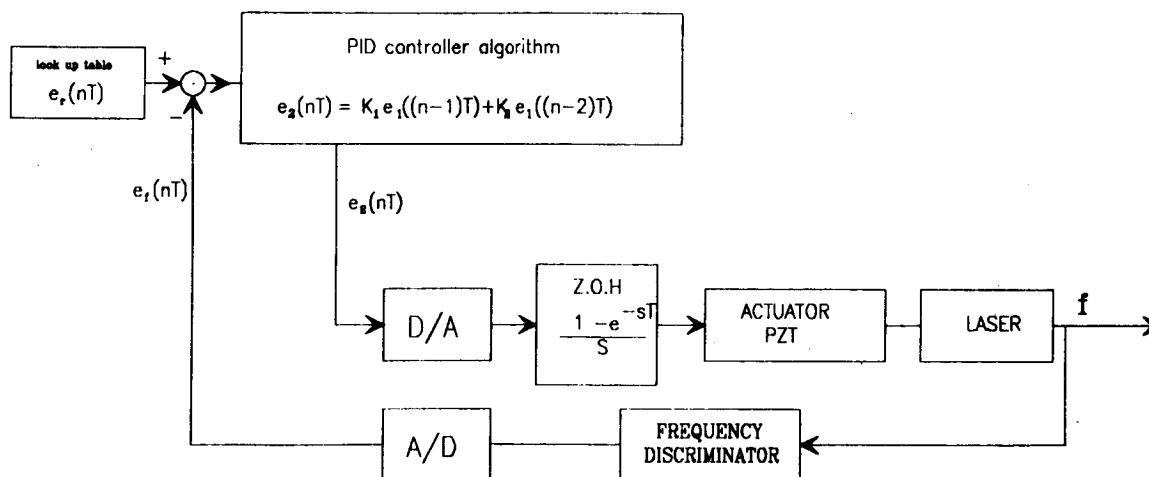 look up table
e_r(nT)
+
−
PID controller algorithm
e_2(nT) = K_1 e_1((n-1)T)+K_2 e_1((n-2)T)
e_f(nT)
e_2(nT)
D/A
Z.O.H
1 -e^-sT
S
ACTUATOR
PZT
LASER
f
A/D
FREQUENCY
DISCRIMINATOR